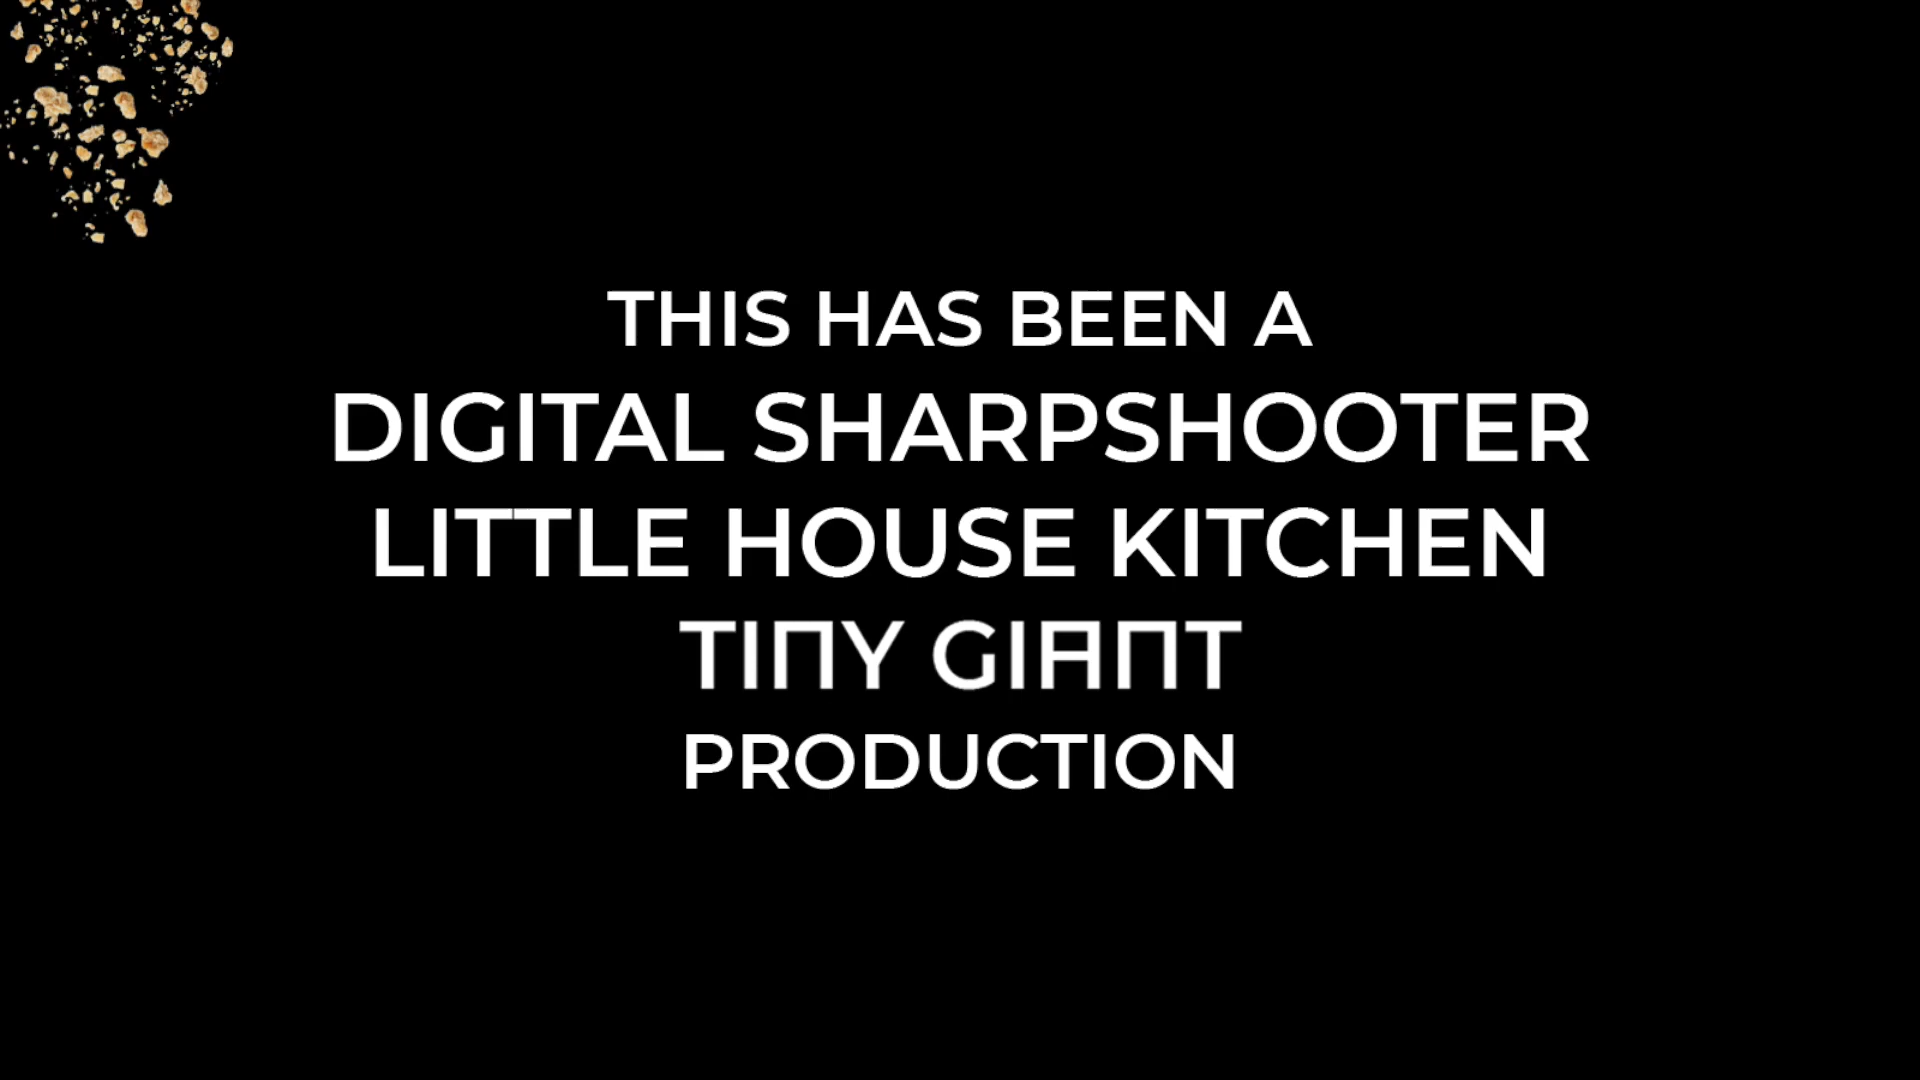 THIS HAS BEEN A
DIGITAL SHARPSHOOTER
LITTLE HOUSE KITCHEN
TINY GIANT
PRODUCTION